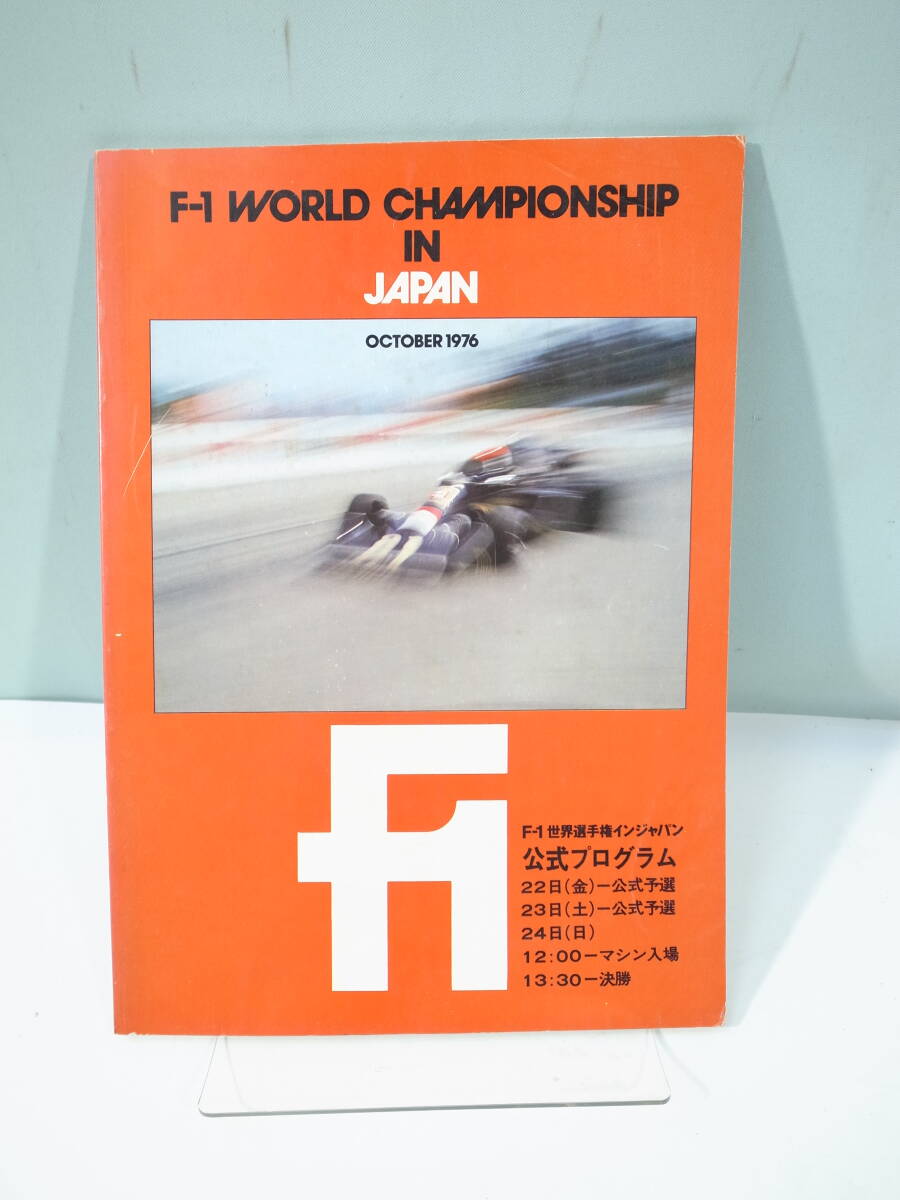 F-1 WORLD CHAMPIONSHIP
IN
JAPAN
OCTOBER 1976
F1
F-1 世界選手権インジャパン
公式プログラム
22日(金)ー公式予選
23日(土)ー公式予選
24日(日)
12:00ーマシン入場
13:30ー決勝